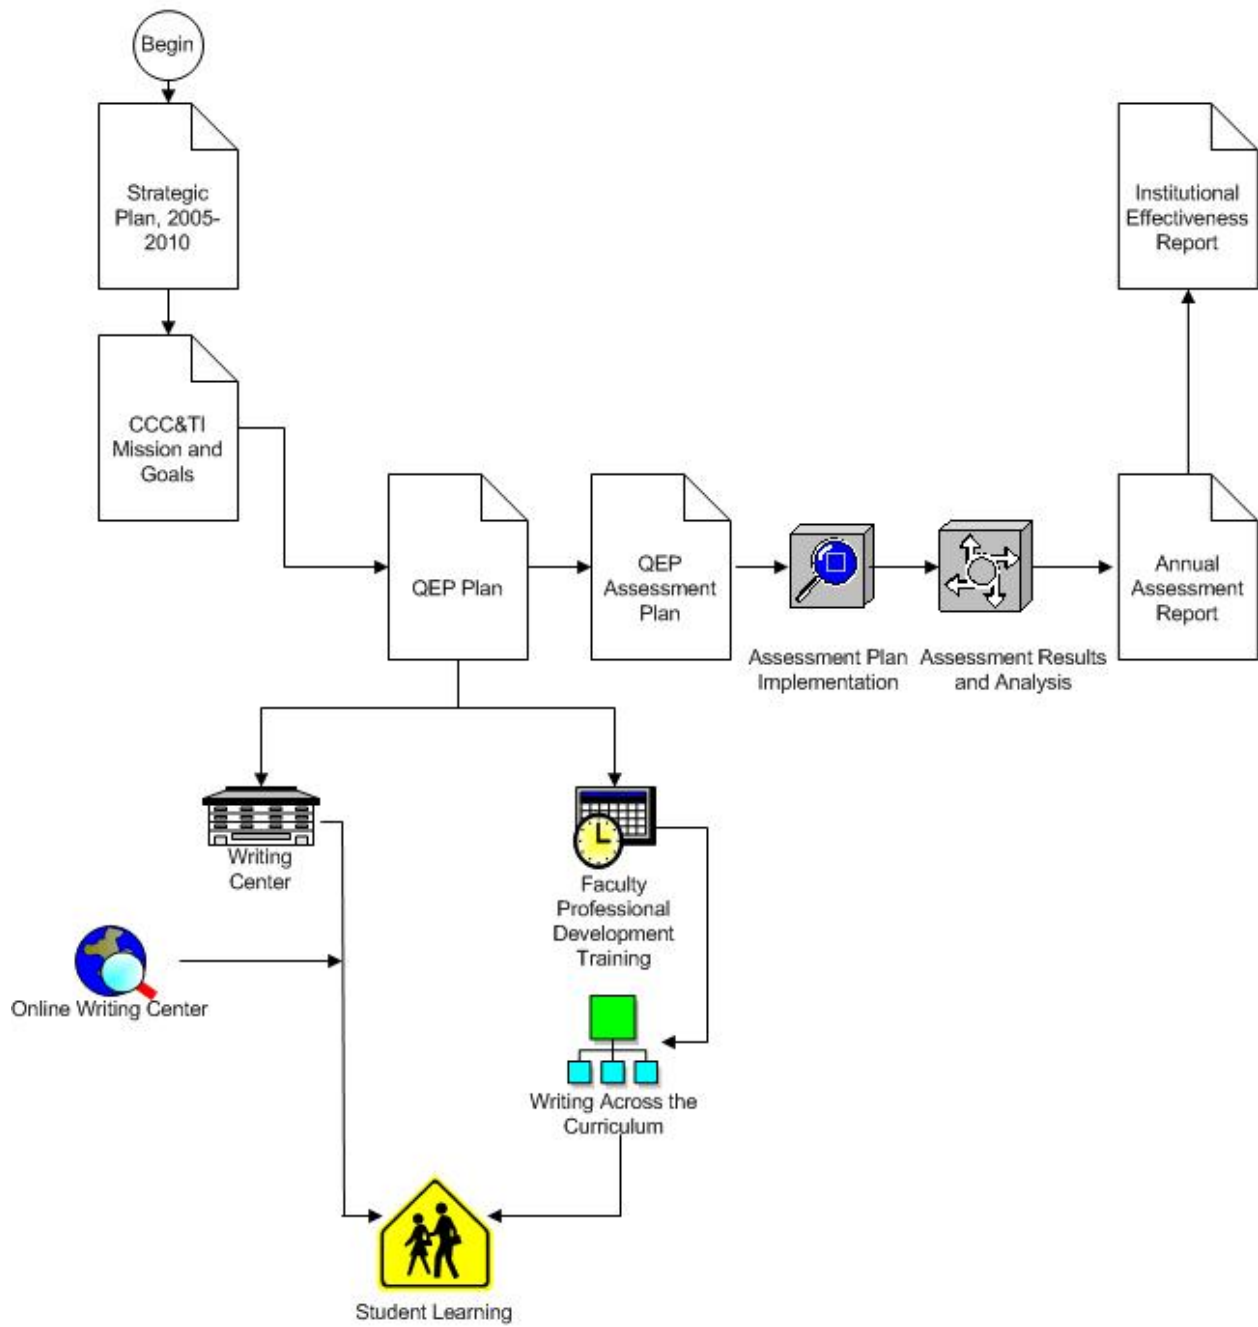 Begin
Strategic
Plan, 2005-
2010
Institutional
Effectiveness
Report
CCC&TI
Mission and
Goals
QEP Plan
QEP
Assessment
Plan
Annual
Assessment
Report
Assessment Plan
Implementation
Assessment Results
and Analysis
Writing
Center
Faculty
Professional
Development
Training
Online Writing Center
Writing Across the
Curriculum
Student Learning